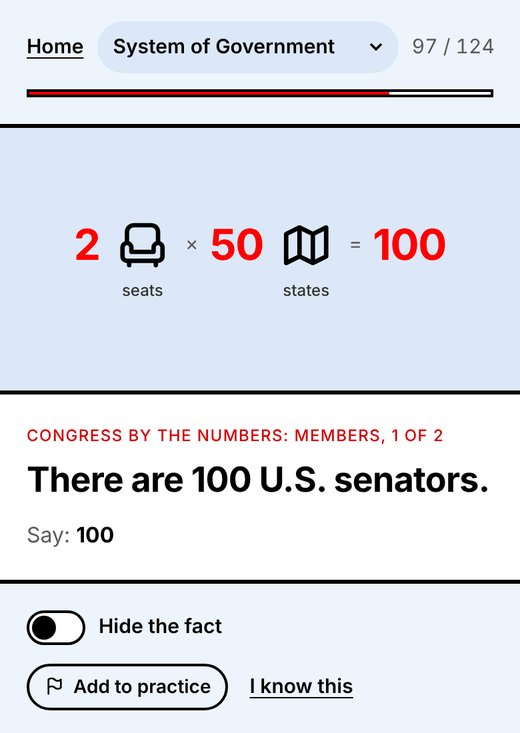 Home System of Government 97 / 124
2 × 50 = 100
seats states
CONGRESS BY THE NUMBERS: MEMBERS, 1 OF 2
There are 100 U.S. senators.
Say: 100
Hide the fact
Add to practice I know this